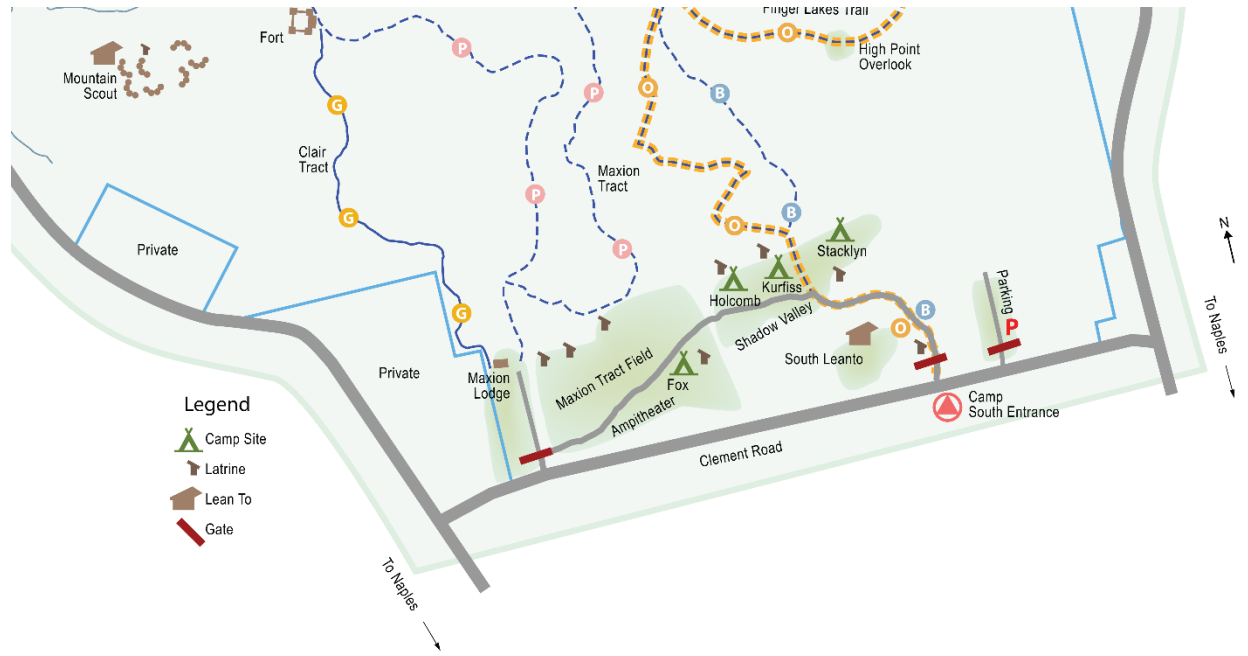 Finger Lakes Trail
Fort
O
High Point
Overlook
P
Mountain
Scout
O
P
B
G
Clair
Tract
Maxion
Tract
P
G
B
O
Stacklyn
Private
P
N
Kurfiss
Holcomb
Parking
To Naples
G
Shadow Valley
B
O
P
South Leanto
Private
Maxion
Lodge
Maxion Tract Field
Fox
Ampitheater
Camp
South Entrance
Clement Road
Legend
Camp Site
Latrine
Lean To
Gate
To Naples